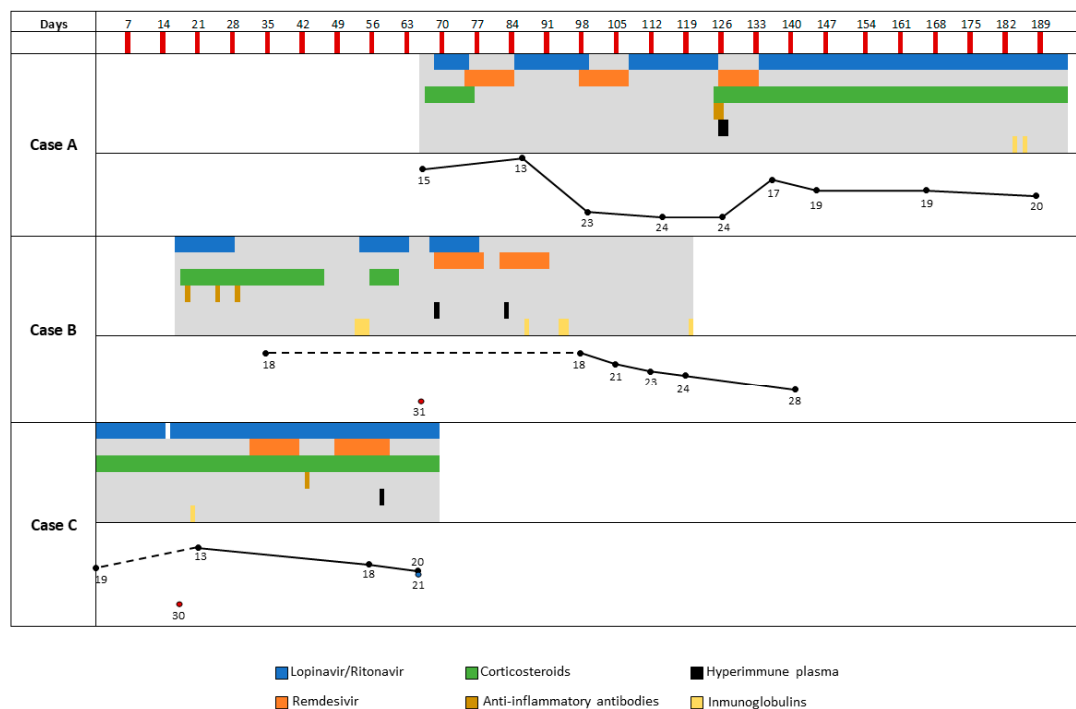 Days 7 14 21 28 35 42 49 56 63 70 77 84 91 98 105 112 119 126 133 140 147 154 161 168 175 182 189
Case A
15 13 23 24 24 17 19 19 20
Case B
18 18 21 23 24 28
31
Case C
19 13 18 20
21
30
Lopinavir/Ritonavir Corticosteroids Hyperimmune plasma
Remdesivir Anti-inflammatory antibodies Inmunoglobulins